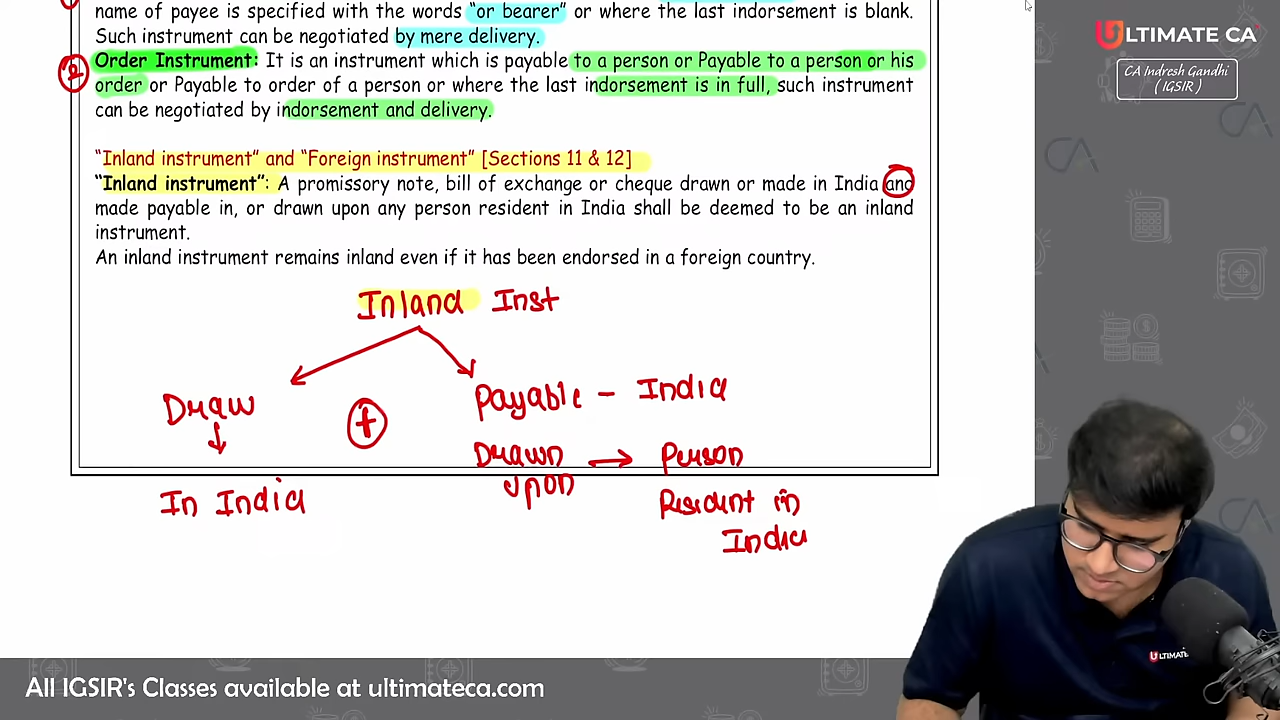 name of payee is specified with the words “or bearer” or where the last indorsement is blank.
Such instrument can be negotiated by mere delivery.
2 Order Instrument: It is an instrument which is payable to a person or Payable to a person or his
order or Payable to order of a person or where the last indorsement is in full, such instrument
can be negotiated by indorsement and delivery.
“Inland instrument” and “Foreign instrument” [Sections 11 & 12]
“Inland instrument”: A promissory note, bill of exchange or cheque drawn or made in India and
made payable in, or drawn upon any person resident in India shall be deemed to be an inland
instrument.
An inland instrument remains inland even if it has been endorsed in a foreign country.
Inland Inst
Draw
+
Payable - India
In India
Drawn upon → Person
Resident in
India
ULTIMATE CA
CA Indresh Gandhi
( IGSIR )
ULTIMATE
All IGSIR's Classes available at ultimateca.com